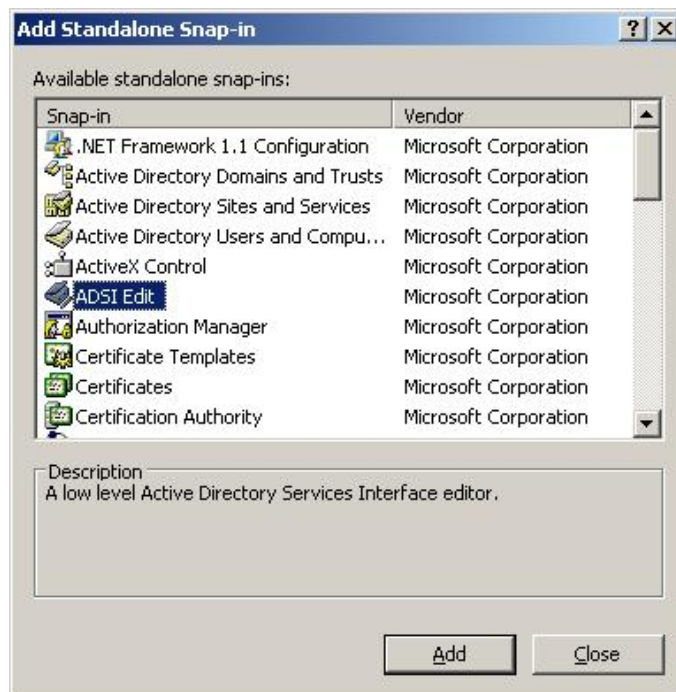 Add Standalone Snap-in
Available standalone snap-ins:
Snap-in Vendor
.NET Framework 1.1 Configuration Microsoft Corporation
Active Directory Domains and Trusts Microsoft Corporation
Active Directory Sites and Services Microsoft Corporation
Active Directory Users and Compu... Microsoft Corporation
ActiveX Control Microsoft Corporation
ADSI Edit Microsoft Corporation
Authorization Manager Microsoft Corporation
Certificate Templates Microsoft Corporation
Certificates Microsoft Corporation
Certification Authority Microsoft Corporation
Description
A low level Active Directory Services Interface editor.
Add Close